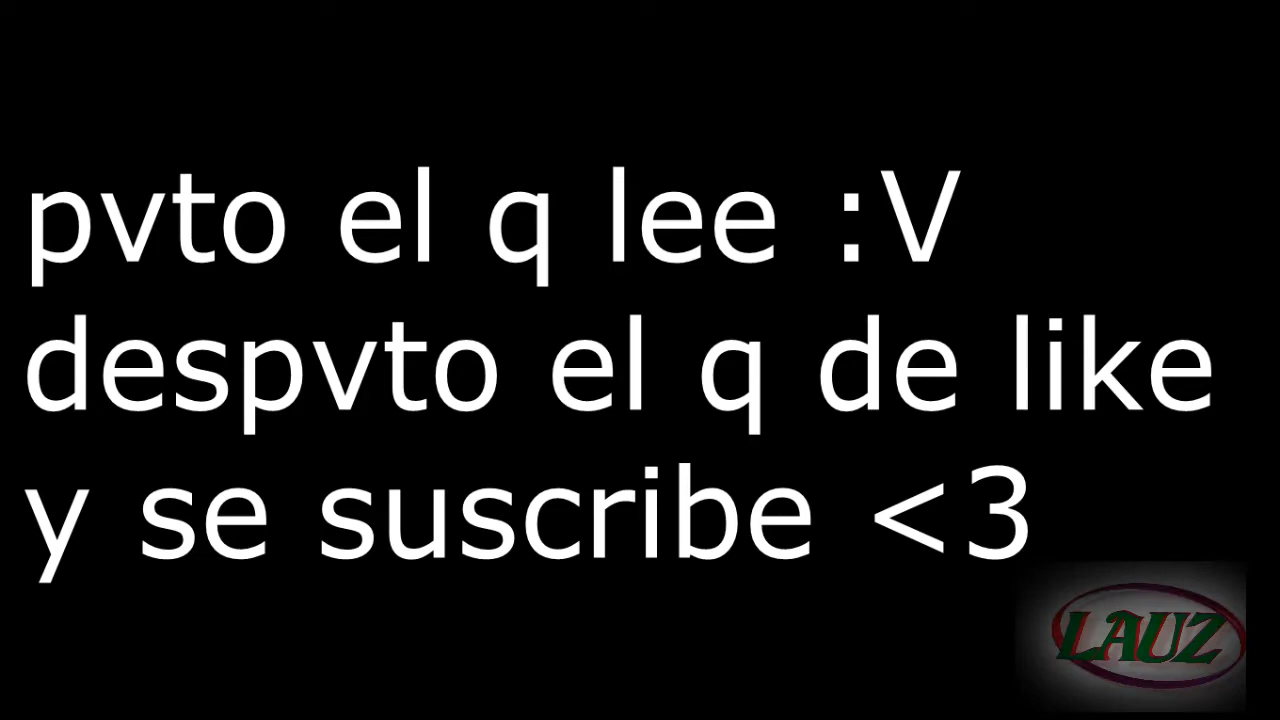 pvto el q lee :V
despvto el q de like
y se suscribe <3
LAUZ